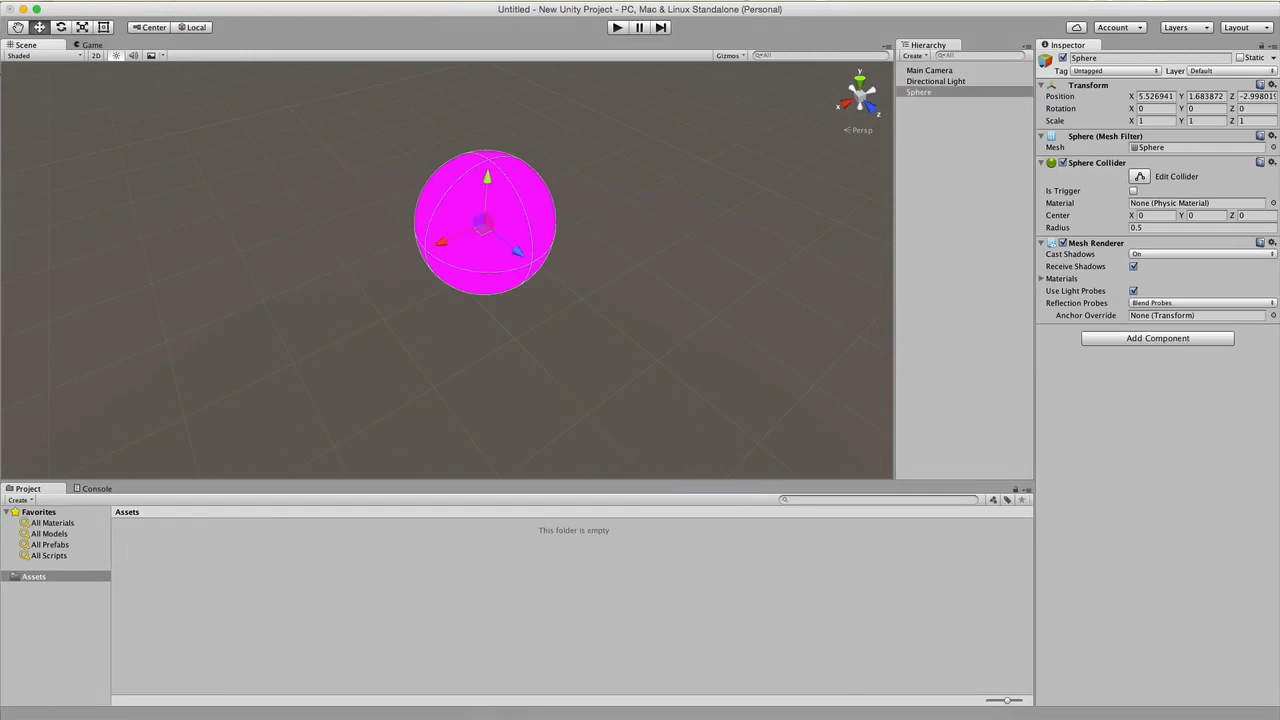 Untitled - New Unity Project - PC, Mac & Linux Standalone (Personal)
Center Local Account Layers Layout
Scene Game Hierarchy Inspector
Shaded 2D Gizmos All Create All Sphere Static
Main Camera Tag Untagged Layer Default
Directional Light Transform
Sphere Position X 5.526941 Y 1.683872 Z -2.998019
Rotation X 0 Y 0 Z 0
Scale X 1 Y 1 Z 1
y
x z
Persp
Sphere (Mesh Filter)
Mesh Sphere
Sphere Collider
Edit Collider
Is Trigger
Material None (Physic Material)
Center X 0 Y 0 Z 0
Radius 0.5
Mesh Renderer
Cast Shadows On
Receive Shadows
Materials
Use Light Probes
Reflection Probes Blend Probes
Anchor Override None (Transform)
Add Component
Project Console
Create
Favorites Assets
All Materials
All Models
All Prefabs
All Scripts
Assets
This folder is empty